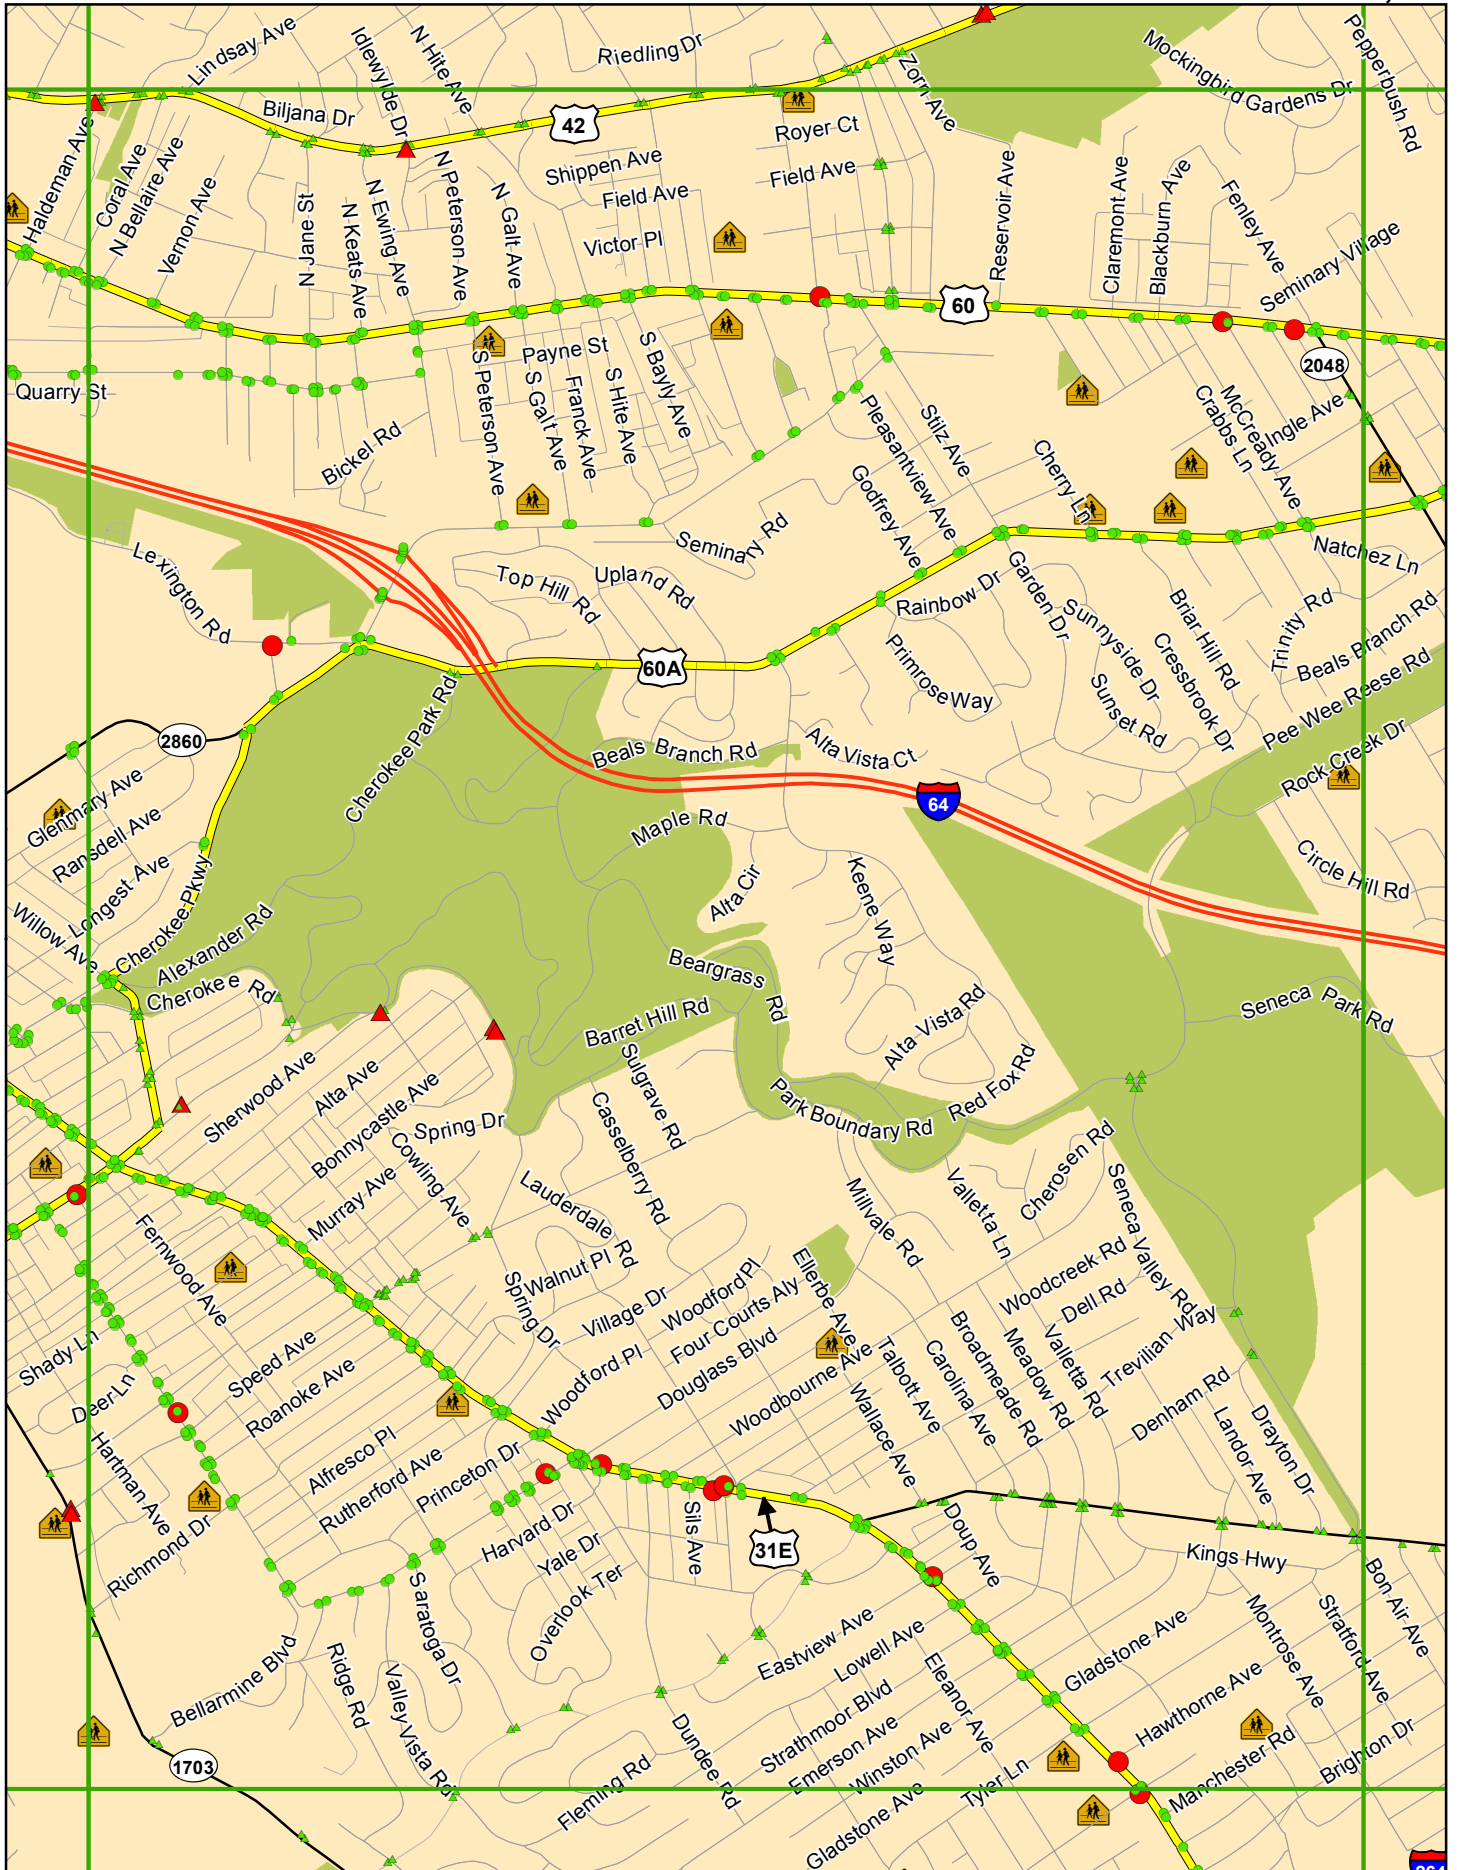 Lindsay Ave
Idlewylde Dr
N Hite Ave
Riedling Dr
Zorn Ave
Mockingbird Gardens Dr
Pepperbush Rd
Biljana Dr
42
Royer Ct
Haldeman Ave
Coral Ave
N Bellaire Ave
Vernon Ave
N Jane St
N Keats Ave
N Ewing Ave
N Peterson Ave
N Galt Ave
Shippen Ave
Field Ave
Field Ave
Victor Pl
Reservoir Ave
Claremont Ave
Blackburn Ave
Fenley Ave
Seminary Village
60
2048
Quarry St
Bickel Rd
S Peterson Ave
Payne St
S Galt Ave
Franck Ave
S Hite Ave
S Bayly Ave
Pleasantview Ave
Stilz Ave
Godfrey Ave
Cherry Ln
Crabbs Ln
McCready Ave
Ingle Ave
Seminary Rd
Natchez Ln
Lexington Rd
Top Hill Rd
Upland Rd
Rainbow Dr
Garden Dr
Sunnyside Dr
Briar Hill Rd
Trinity Rd
Beals Branch Rd
60A
Primrose Way
Sunset Rd
Cressbrook Dr
Pee Wee Reese Rd
Rock Creek Dr
2860
Cherokee Park Rd
Beals Branch Rd
Alta Vista Ct
64
Glenmary Ave
Ransdell Ave
Longest Ave
Willow Ave
Cherokee Pkwy
Maple Rd
Alta Cir
Keene Way
Circle Hill Rd
Alexander Rd
Cherokee Rd
Beargrass Rd
Barret Hill Rd
Alta Vista Rd
Seneca Park Rd
Sherwood Ave
Alta Ave
Bonnycastle Ave
Spring Dr
Sulgrave Rd
Casselberry Rd
Park Boundary Rd
Red Fox Rd
Murray Ave
Cowling Ave
Lauderdale Rd
Millvale Rd
Valletta Ln
Cherosen Rd
Seneca Valley Rd
Fernwood Ave
Walnut Pl
Spring Dr
Village Dr
Woodford Pl
Four Courts Aly
Ellerbe Ave
Woodcreek Rd
Dell Rd
Trevilian Way
Shady Ln
Speed Ave
Roanoke Ave
Woodford Pl
Douglass Blvd
Woodbourne Ave
Talbott Ave
Carolina Ave
Broadmeade Rd
Meadow Rd
Valletta Rd
Denham Rd
Deer Ln
Hartman Ave
Alfresco Pl
Rutherford Ave
Princeton Dr
Wallace Ave
Landor Ave
Drayton Dr
Richmond Dr
Harvard Dr
Yale Dr
Sils Ave
31E
Doup Ave
Kings Hwy
Bon Air Ave
Overlook Ter
Saratoga Dr
Bellarmine Blvd
Ridge Rd
Valley Vista Rd
Eastview Ave
Lowell Ave
Eleanor Ave
Gladstone Ave
Montrose Ave
Stratford Ave
Hawthorne Ave
Strathmoor Blvd
Emerson Ave
Winston Ave
Tyler Ln
Manchester Rd
Brighton Dr
1703
Fleming Rd
Dundee Rd
Gladstone Ave